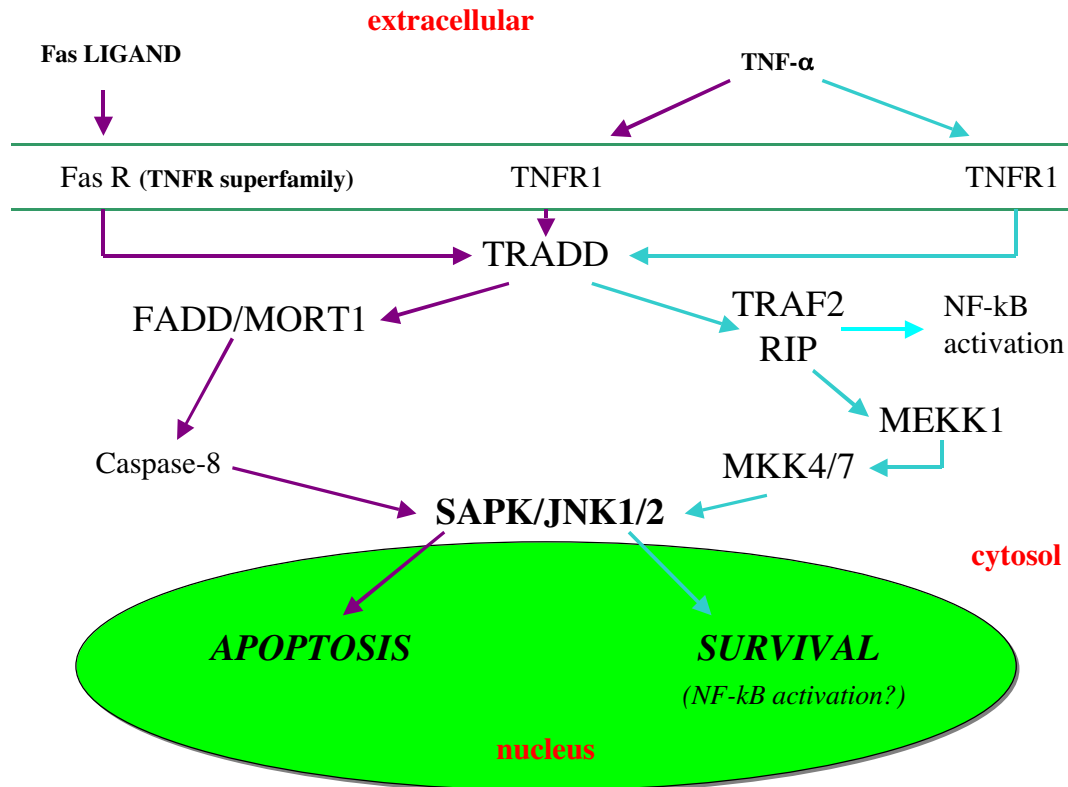 extracellular
Fas LIGAND
TNF-α
Fas R (TNFR superfamily)
TNFR1
TNFR1
TRADD
FADD/MORT1
TRAF2
RIP
NF-kB
activation
MEKK1
Caspase-8
MKK4/7
SAPK/JNK1/2
cytosol
APOPTOSIS
SURVIVAL
(NF-kB activation?)
nucleus